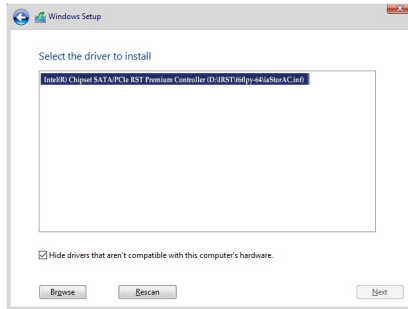 Windows Setup
Select the driver to install
Intel(R) Chipset SATA/PCIe RST Premium Controller (D:\IRST\f6flpy-64\iaStorAC.inf)
Hide drivers that aren't compatible with this computer's hardware.
Browse
Rescan
Next